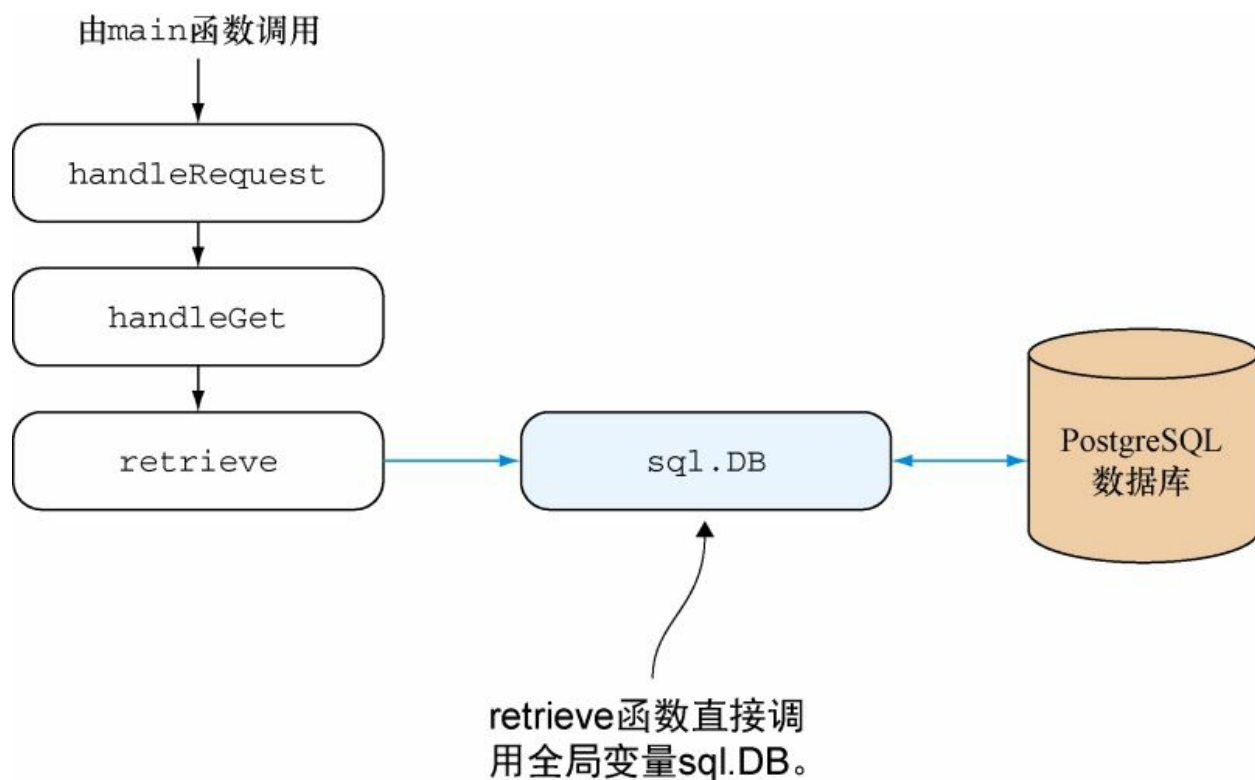 由main函数调用
handleRequest
handleGet
retrieve
sql.DB
PostgreSQL
数据库
retrieve函数直接调
用全局变量sql.DB。